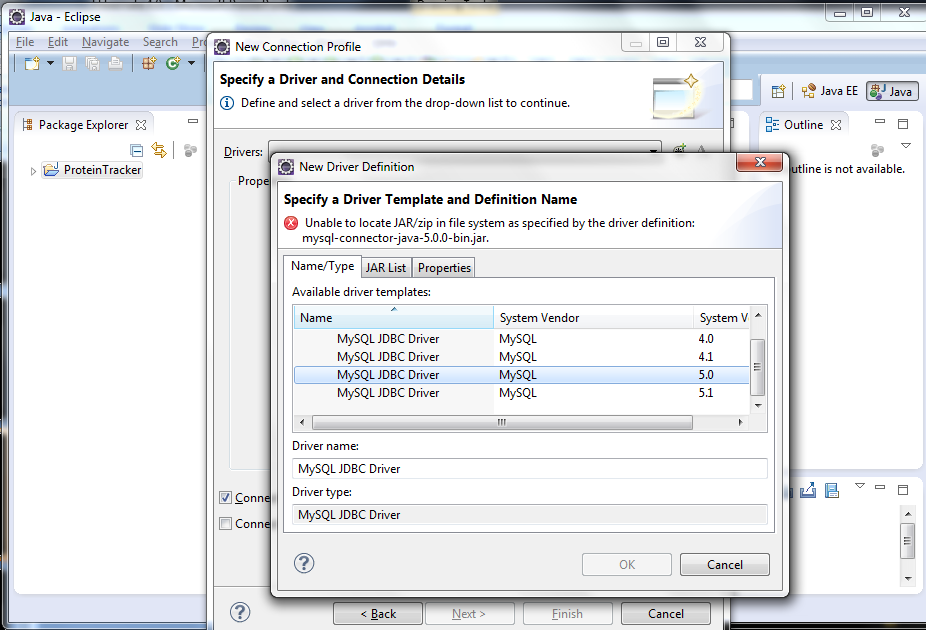 Java - Eclipse
File Edit Navigate Search
New Connection Profile
Specify a Driver and Connection Details
Define and select a driver from the drop-down list to continue.
Java EE
Java
Package Explorer
Outline
ProteinTracker
Drivers:
utline is not available.
New Driver Definition
Specify a Driver Template and Definition Name
Unable to locate JAR/zip in file system as specified by the driver definition:
mysql-connector-java-5.0.0-bin.jar.
Name/Type JAR List Properties
Available driver templates:
Name System Vendor System V
MySQL JDBC Driver MySQL 4.0
MySQL JDBC Driver MySQL 4.1
MySQL JDBC Driver MySQL 5.0
MySQL JDBC Driver MySQL 5.1
Driver name:
MySQL JDBC Driver
Driver type:
MySQL JDBC Driver
Conne
Conne
OK Cancel
< Back Next > Finish Cancel